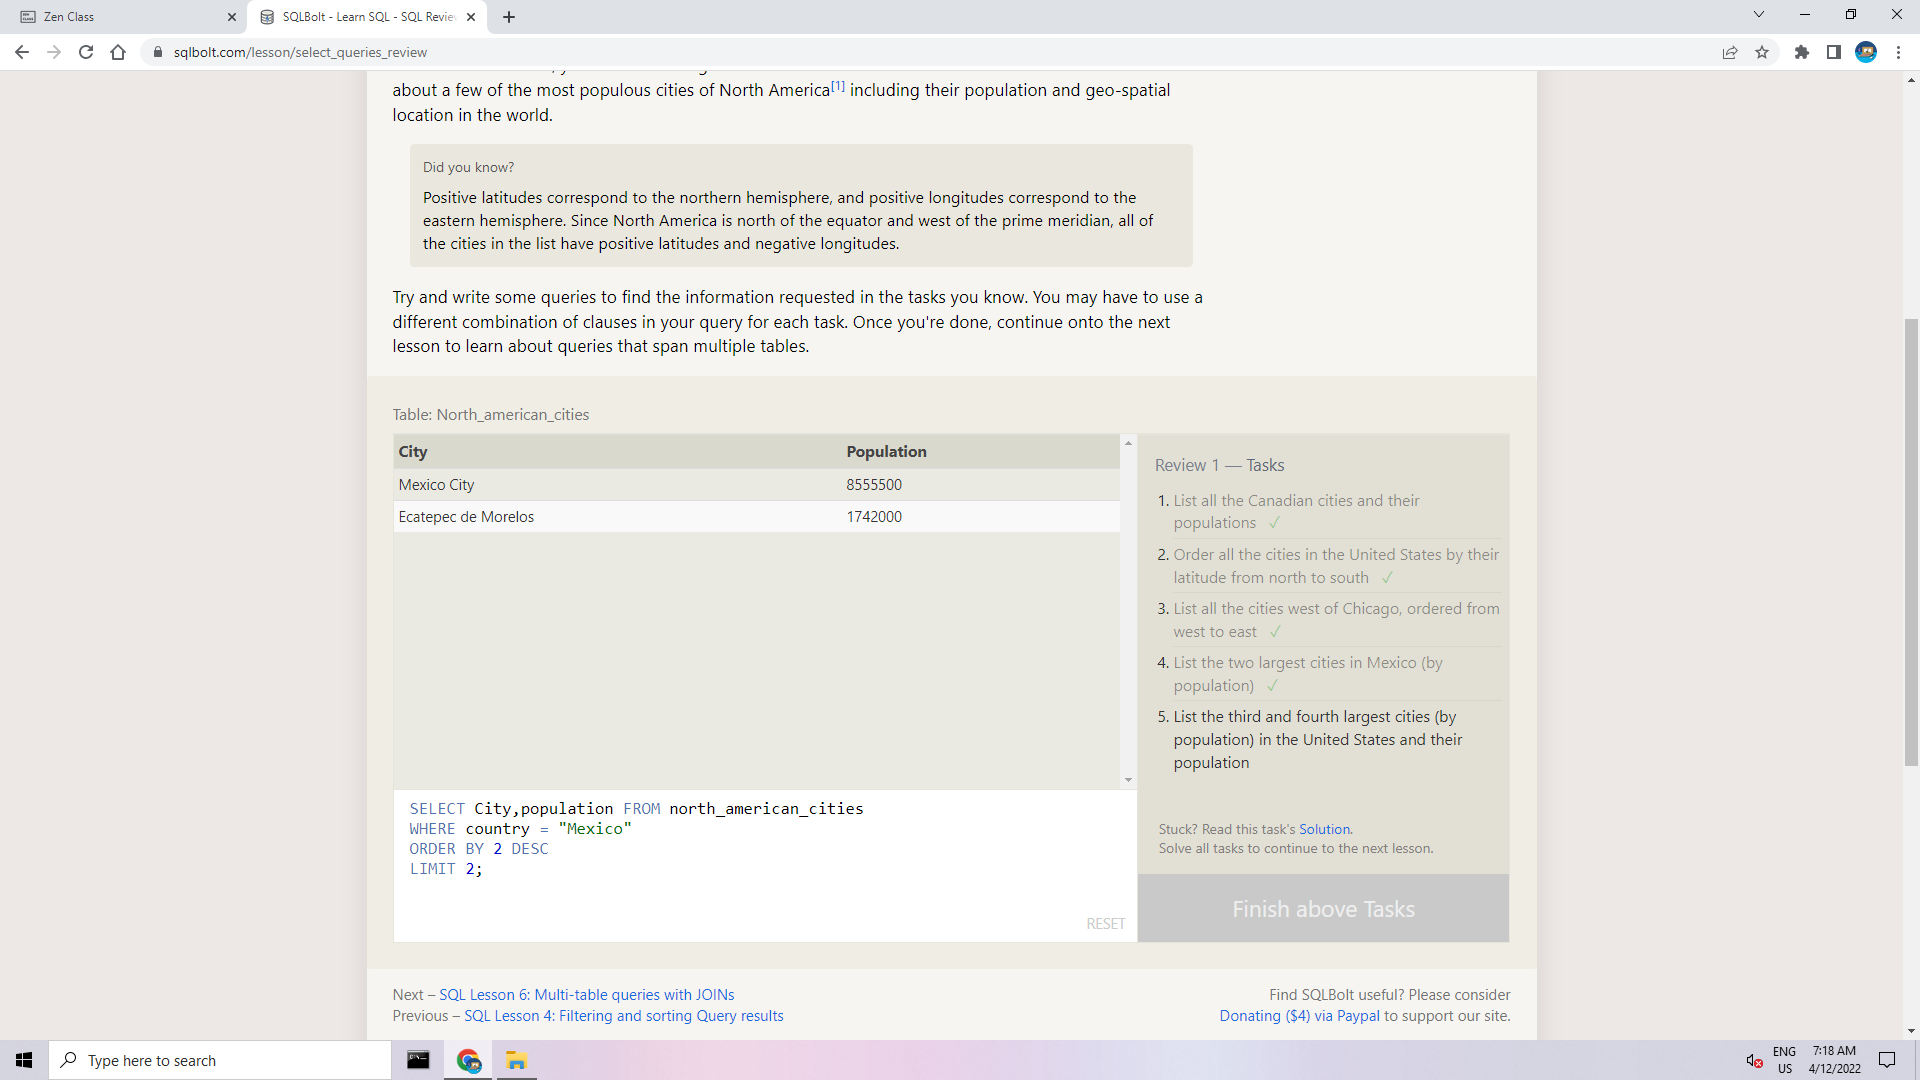 Zen Class
SQLBolt - Learn SQL - SQL Revie
sqlbolt.com/lesson/select_queries_review
about a few of the most populous cities of North America[1] including their population and geo-spatial
location in the world.
Did you know?
Positive latitudes correspond to the northern hemisphere, and positive longitudes correspond to the
eastern hemisphere. Since North America is north of the equator and west of the prime meridian, all of
the cities in the list have positive latitudes and negative longitudes.
Try and write some queries to find the information requested in the tasks you know. You may have to use a
different combination of clauses in your query for each task. Once you're done, continue onto the next
lesson to learn about queries that span multiple tables.
Table: North_american_cities
City Population
Mexico City 8555500
Ecatepec de Morelos 1742000
SELECT City,population FROM north_american_cities
WHERE country = "Mexico"
ORDER BY 2 DESC
LIMIT 2;
RESET
Review 1 — Tasks
1. List all the Canadian cities and their
populations ✓
2. Order all the cities in the United States by their
latitude from north to south ✓
3. List all the cities west of Chicago, ordered from
west to east ✓
4. List the two largest cities in Mexico (by
population) ✓
5. List the third and fourth largest cities (by
population) in the United States and their
population
Stuck? Read this task's Solution.
Solve all tasks to continue to the next lesson.
Finish above Tasks
Next – SQL Lesson 6: Multi-table queries with JOINs
Previous – SQL Lesson 4: Filtering and sorting Query results
Find SQLBolt useful? Please consider
Donating ($4) via Paypal to support our site.
Type here to search
ENG
US
7:18 AM
4/12/2022